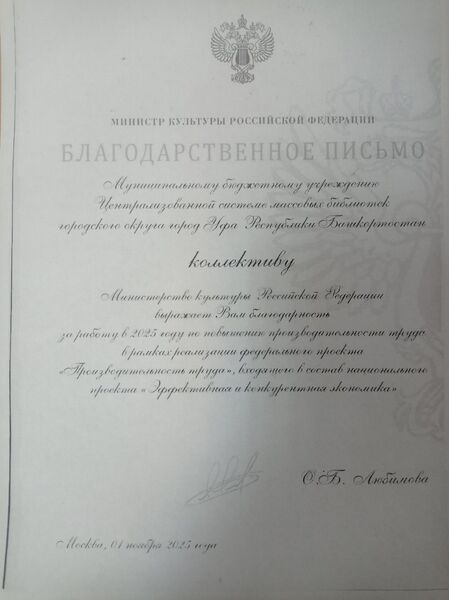 МИНИСТР КУЛЬТУРЫ РОССИЙСКОЙ ФЕДЕРАЦИИ
БЛАГОДАРСТВЕННОЕ ПИСЬМО
Муниципальному бюджетному учреждению
Централизованной системе массовых библиотек
городского округа город Уфа Республики Башкортостан
коллективу
Министерство культуры Российской Федерации
выражает Вам благодарность
за работу в 2025 году по повышению производительности труда
в рамках реализации федерального проекта
«Производительность труда», входящего в состав национального
проекта «Эффективная и конкурентная экономика»
О.Б. Любимова
Москва, 01 ноября 2025 года